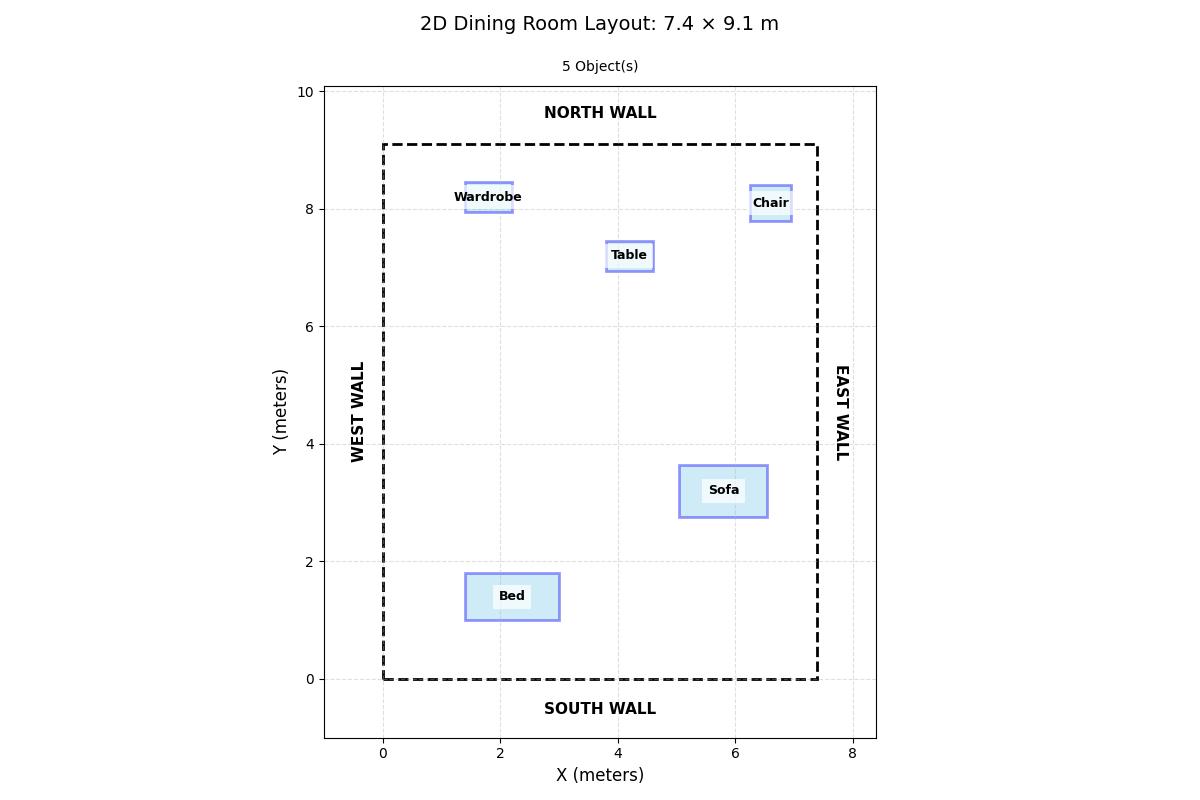 2D Dining Room Layout: 7.4 × 9.1 m
5 Object(s)
10
8
6
4
2
0
Y (meters)
NORTH WALL
Wardrobe
Chair
Table
WEST WALL
EAST WALL
Sofa
Bed
SOUTH WALL
0 2 4 6 8
X (meters)